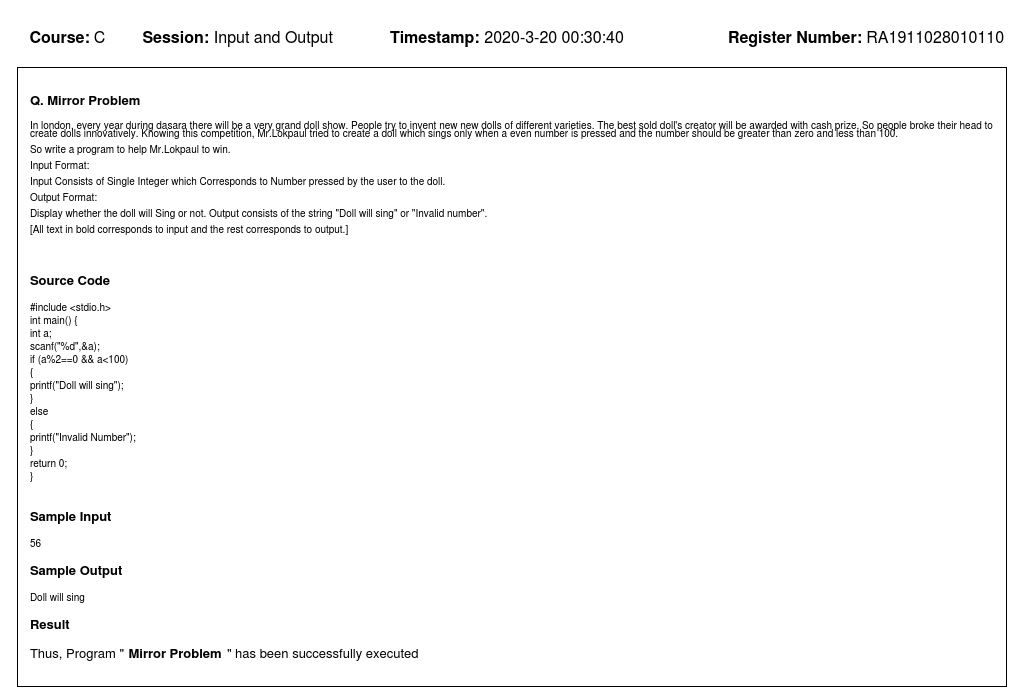 Course: C Session: Input and Output Timestamp: 2020-3-20 00:30:40 Register Number: RA1911028010110
Q. Mirror Problem
In london, every year during dasara there will be a very grand doll show. People try to invent new new dolls of different varieties. The best sold doll's creator will be awarded with cash prize. So people broke their head to
create dolls innovatively. Knowing this competition, Mr.Lokpaul tried to create a doll which sings only when a even number is pressed and the number should be greater than zero and less than 100.
So write a program to help Mr.Lokpaul to win.
Input Format:
Input Consists of Single Integer which Corresponds to Number pressed by the user to the doll.
Output Format:
Display whether the doll will Sing or not. Output consists of the string "Doll will sing" or "Invalid number".
[All text in bold corresponds to input and the rest corresponds to output.]
Source Code
#include <stdio.h>
int main() {
int a;
scanf("%d",&a);
if (a%2==0 && a<100)
{
printf("Doll will sing");
}
else
{
printf("Invalid Number");
}
return 0;
}
Sample Input
56
Sample Output
Doll will sing
Result
Thus, Program " Mirror Problem " has been successfully executed